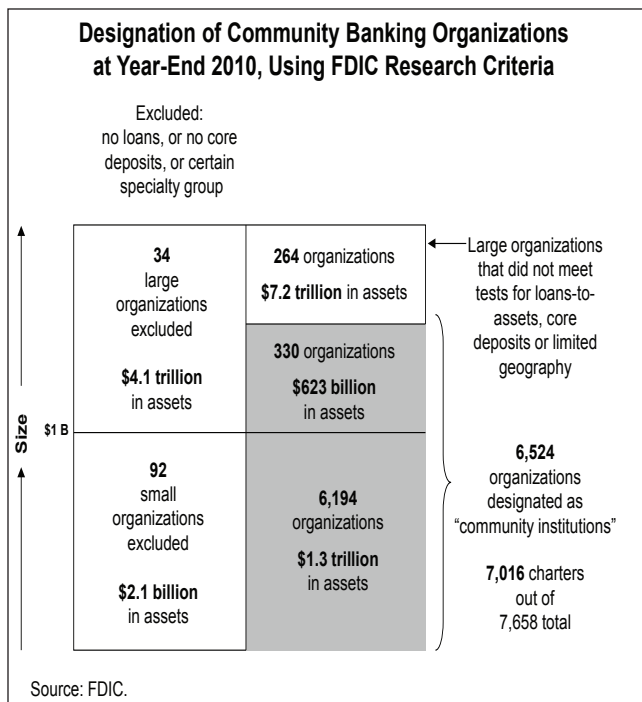 Designation of Community Banking Organizations
at Year-End 2010, Using FDIC Research Criteria
Excluded:
no loans, or no core
deposits, or certain
specialty group
34
large
organizations
excluded
$4.1 trillion
in assets
264 organizations
$7.2 trillion in assets
Large organizations
that did not meet
tests for loans-to-
assets, core
deposits or limited
geography
330 organizations
$623 billion
in assets
Size
$1 B
92
small
organizations
excluded
$2.1 billion
in assets
6,194
organizations
$1.3 trillion
in assets
6,524
organizations
designated as
“community institutions”
7,016 charters
out of
7,658 total
Source: FDIC.